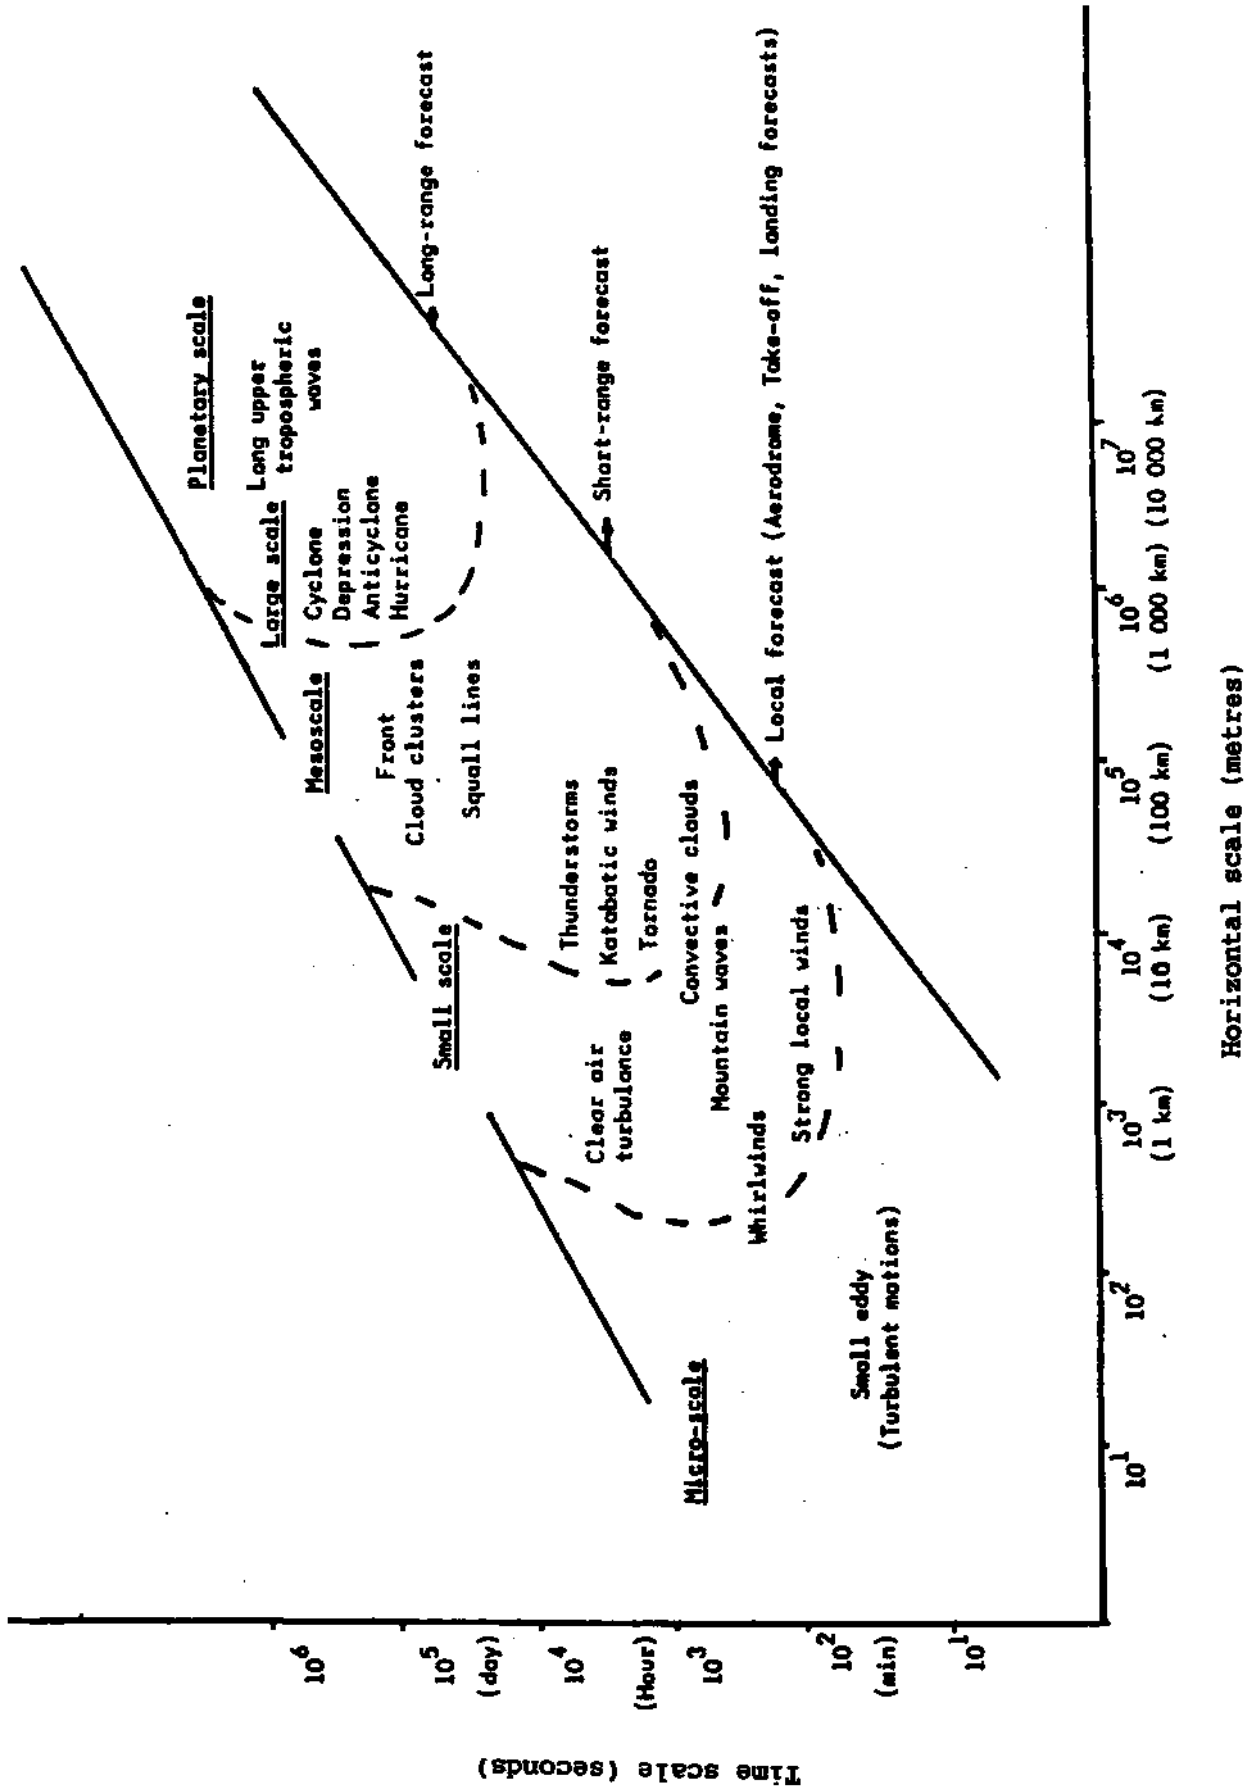 Planetary scale
Long upper
tropospheric
waves
Large scale
Cyclone
Depression
Anticyclone
Hurricane
Mesoscale
Front
Cloud clusters
Squall lines
Small scale
Thunderstorms
Katabatic winds
Tornado
Convective clouds
Mountain waves
Clear air
turbulance
Whirlwinds
Strong local winds
Micro-scale
Small eddy
(Turbulent motions)
Long-range forecast
Short-range forecast
Local forecast (Aerodrome, Take-off, landing forecasts)
Time scale (seconds)
10⁶
10⁵
(day)
10⁴
(Hour)
10³
10²
(min)
10¹
10¹ 10² 10³ 10⁴ 10⁵ 10⁶ 10⁷
(1 km) (10 km) (100 km) (1 000 km) (10 000 km)
Horizontal scale (metres)